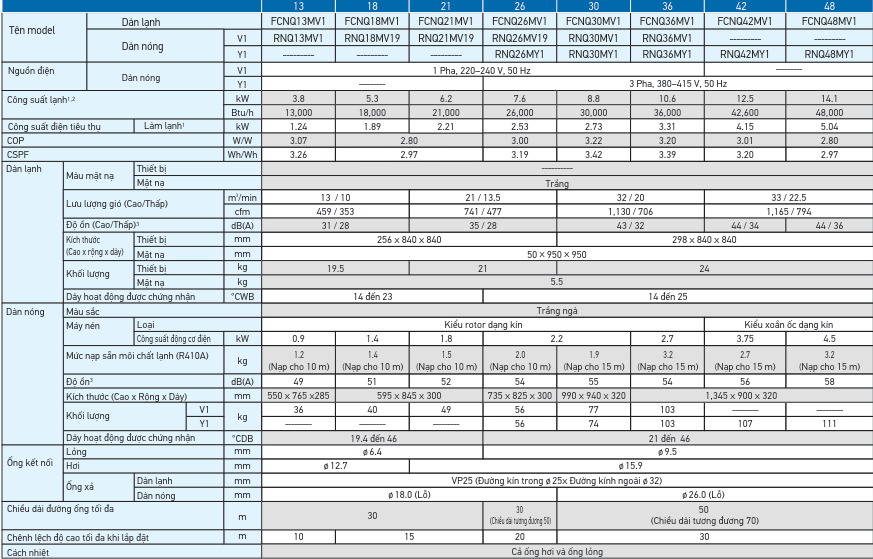 13 18 21 26 30 36 42 48
Tên model Dàn lạnh FCNQ13MV1 FCNQ18MV1 FCNQ21MV1 FCNQ26MV1 FCNQ30MV1 FCNQ36MV1 FCNQ42MV1 FCNQ48MV1
Dàn nóng V1 RNQ13MV1 RNQ18MV19 RNQ21MV19 RNQ26MV19 RNQ30MV1 RNQ36MV1 ---------- ----------
Y1 ---------- ---------- ---------- RNQ26MY1 RNQ30MY1 RNQ36MY1 RNQ42MY1 RNQ48MY1
Nguồn điện Dàn nóng V1 1 Pha, 220–240 V, 50 Hz ----------
Y1 ---------- 3 Pha, 380–415 V, 50 Hz
Công suất lạnh¹,² kW 3.8 5.3 6.2 7.6 8.8 10.6 12.5 14.1
Btu/h 13,000 18,000 21,000 26,000 30,000 36,000 42,600 48,000
Công suất điện tiêu thụ Làm lạnh¹ kW 1.24 1.89 2.21 2.53 2.73 3.31 4.15 5.04
COP W/W 3.07 2.80 3.00 3.22 3.20 3.01 2.80
CSPF Wh/Wh 3.26 2.97 3.19 3.42 3.39 3.20 2.97
Dàn lạnh Màu mặt nạ Thiết bị ----------
Mặt nạ Trắng
Lưu lượng gió (Cao/Thấp) m³/min 13 / 10 21 / 13.5 32 / 20 33 / 22.5
cfm 459 / 353 741 / 477 1,130 / 706 1,165 / 794
Độ ồn (Cao/Thấp)³ dB(A) 31 / 28 35 / 28 43 / 32 44 / 34 44 / 36
Kích thước (Cao x rộng x dày) Thiết bị mm 256 x 840 x 840 298 x 840 x 840
Mặt nạ mm 50 x 950 x 950
Khối lượng Thiết bị kg 19.5 21 24
Mặt nạ kg 5.5
Dãy hoạt động được chứng nhận °CWB 14 đến 23 14 đến 25
Dàn nóng Màu sắc Trắng ngà
Máy nén Loại Kiểu rotor dạng kín Kiểu xoắn ốc dạng kín
Công suất động cơ điện kW 0.9 1.4 1.8 2.2 2.7 3.75 4.5
Mức nạp sẵn môi chất lạnh (R410A) kg 1.2 1.4 1.5 2.0 1.9 3.2 2.7 3.2
(Nạp cho 10 m) (Nạp cho 10 m) (Nạp cho 10 m) (Nạp cho 10 m) (Nạp cho 15 m) (Nạp cho 15 m) (Nạp cho 15 m) (Nạp cho 15 m)
Độ ồn³ dB(A) 49 51 52 54 55 54 56 58
Kích thước (Cao x Rộng x Dày) mm 550 x 765 x285 595 x 845 x 300 735 x 825 x 300 990 x 940 x 320 1,345 x 900 x 320
Khối lượng V1 kg 36 40 49 56 77 103 ---------- ----------
Y1 ---------- ---------- ---------- 56 74 103 107 111
Dãy hoạt động được chứng nhận °CDB 19.4 đến 46 21 đến 46
Ống kết nối Lỏng mm ø 6.4 ø 9.5
Hơi mm ø 12.7 ø 15.9
Ống xả Dàn lạnh mm VP25 (Đường kính trong ø 25x Đường kính ngoài ø 32)
Dàn nóng mm ø 18.0 (Lỗ) ø 26.0 (Lỗ)
Chiều dài đường ống tối đa m 30 30 (Chiều dài tương đương 50) 50 (Chiều dài tương đương 70)
Chênh lệch độ cao tối đa khi lắp đặt m 10 15 20 30
Cách nhiệt Cả ống hơi và ống lỏng